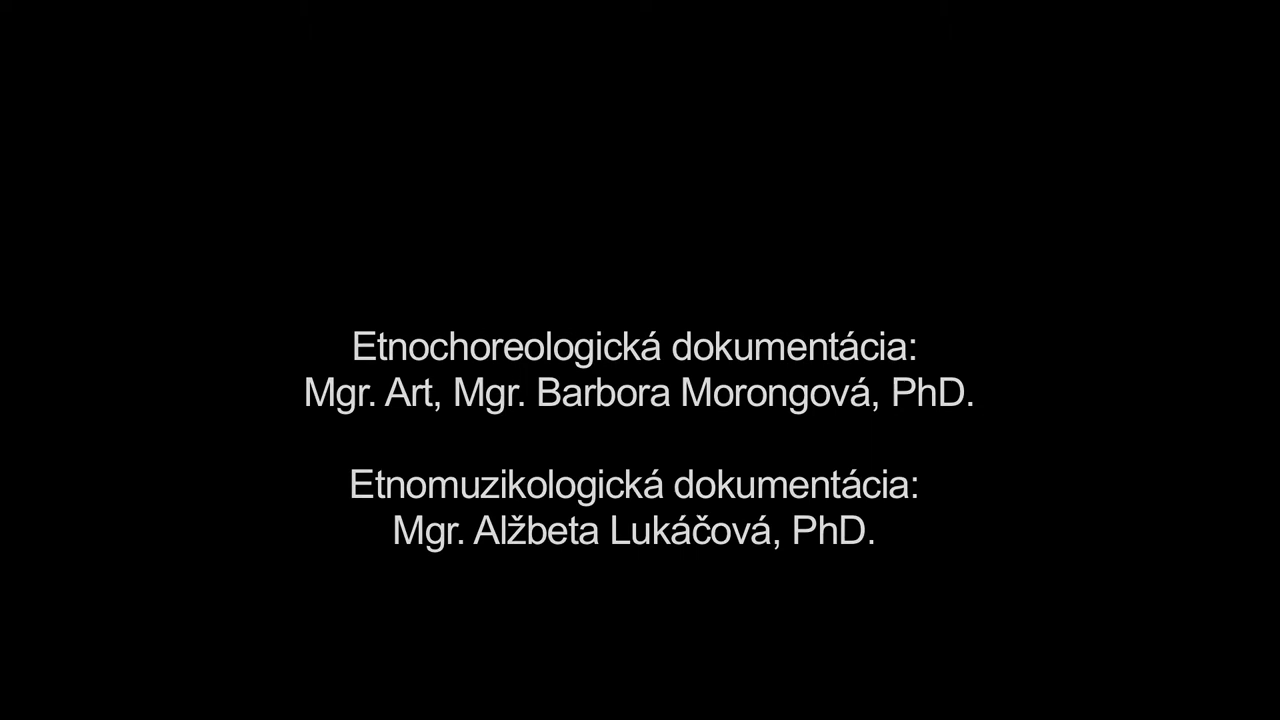 Etnochoreologická dokumentácia:
Mgr. Art, Mgr. Barbora Morongová, PhD.
Etnomuzikologická dokumentácia:
Mgr. Alžbeta Lukáčová, PhD.